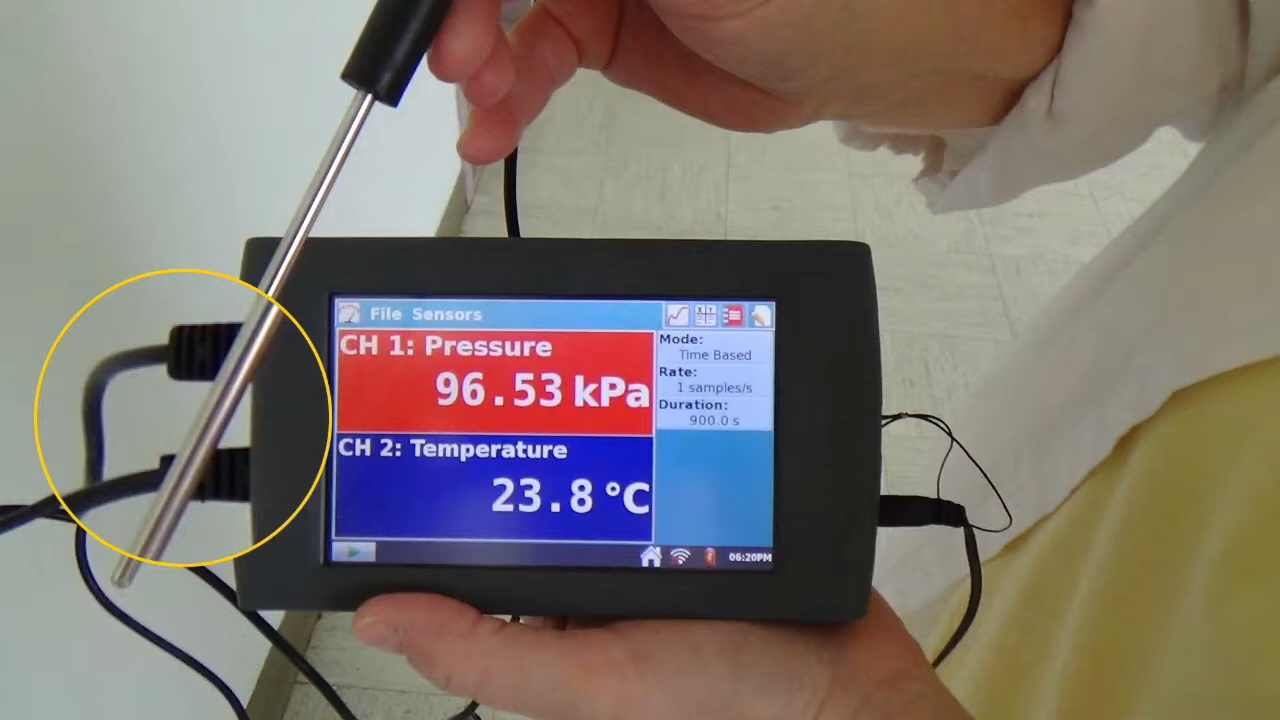 File Sensors
CH 1: Pressure
96.53 kPa
CH 2: Temperature
23.8 °C
Mode:
Time Based
Rate:
1 samples/s
Duration:
900.0 s
06:20PM